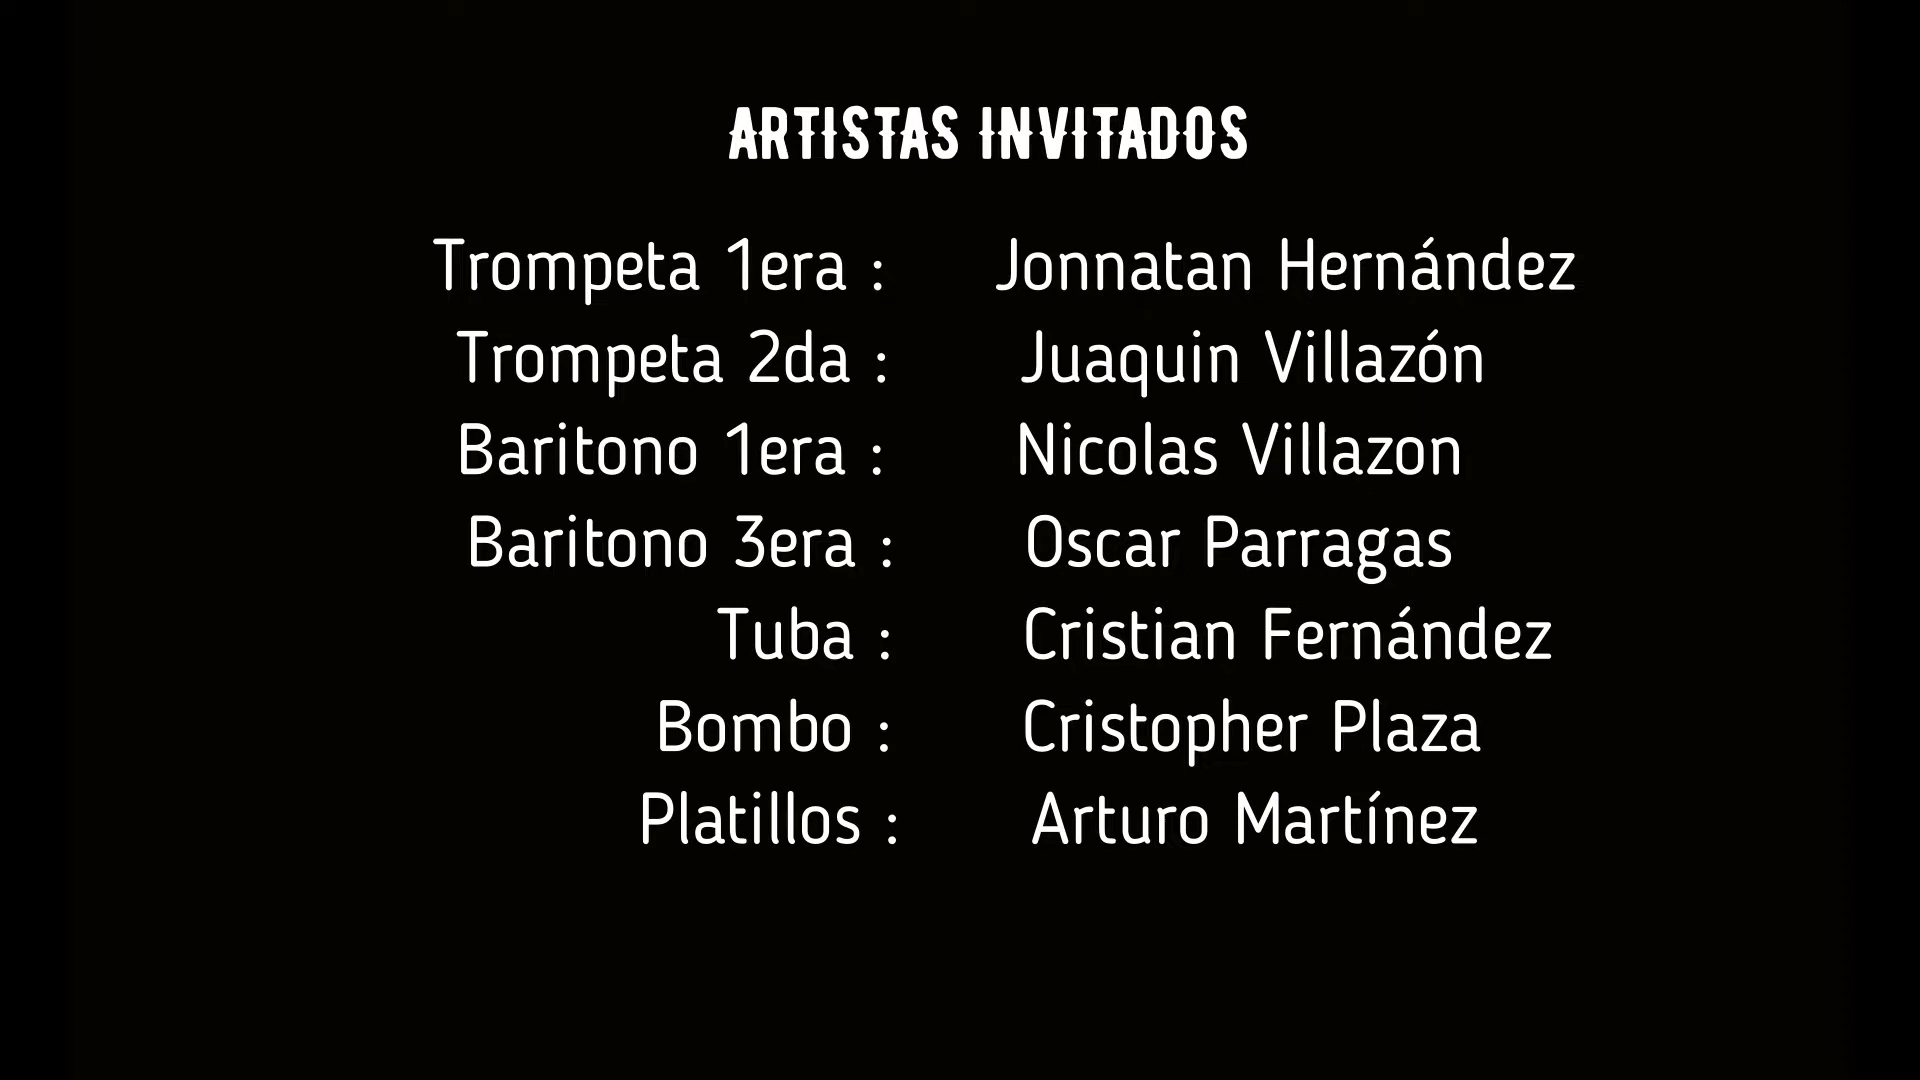 ARTISTAS INVITADOS
Trompeta 1era : Jonnatan Hernández
Trompeta 2da : Juaquin Villazón
Baritono 1era : Nicolas Villazon
Baritono 3era : Oscar Parragas
Tuba : Cristian Fernández
Bombo : Cristopher Plaza
Platillos : Arturo Martínez